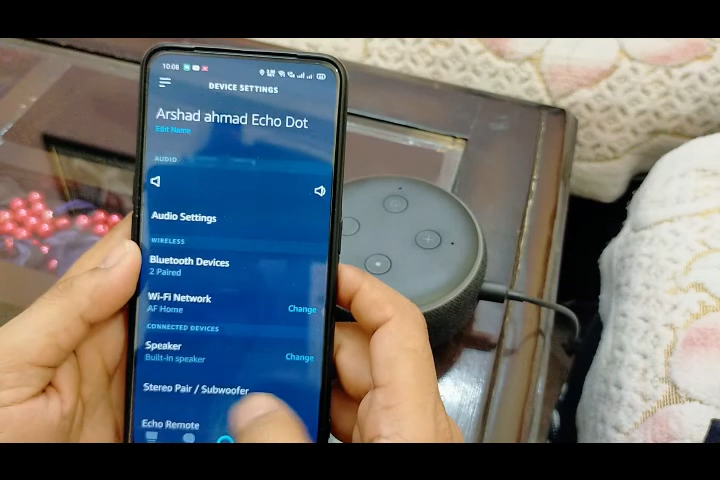 10:08
DEVICE SETTINGS
Arshad ahmad Echo Dot
Edit Name
AUDIO
Audio Settings
WIRELESS
Bluetooth Devices
2 Paired
Wi-Fi Network
AF Home
Change
CONNECTED DEVICES
Speaker
Built-in speaker
Change
Stereo Pair / Subwoofer
Echo Remote